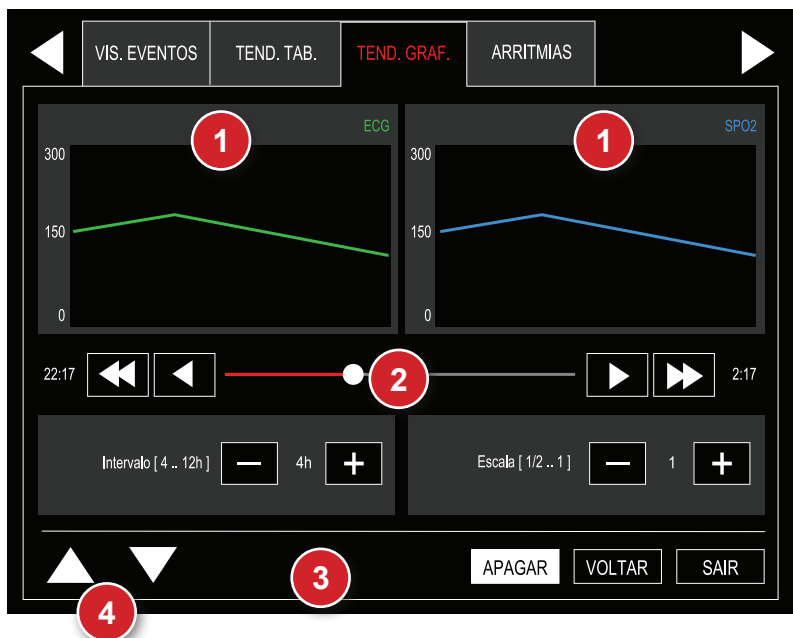 VIS. EVENTOS TEND. TAB. TEND. GRAF. ARRITMIAS
1 ECG 1 SPO2
300 300
150 150
0 0
22:17 2 2:17
Intervalo [ 4 .. 12h ] 4h Escala [ 1/2 .. 1 ] 1
3 APAGAR VOLTAR SAIR
4